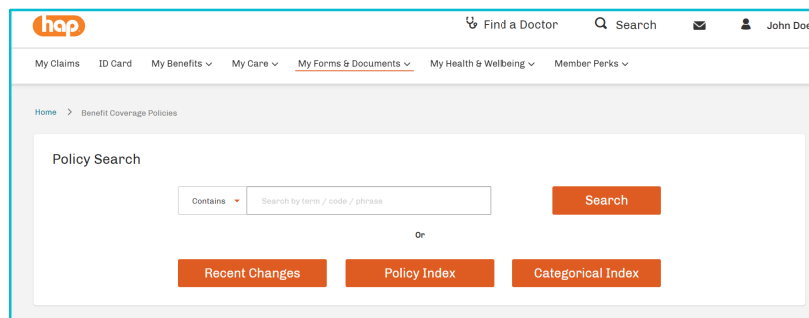 hap
Find a Doctor Search John Doe
My Claims ID Card My Benefits My Care My Forms & Documents My Health & Wellbeing Member Perks
Home > Benefit Coverage Policies
Policy Search
Contains Search by term / code / phrase Search
Or
Recent Changes Policy Index Categorical Index